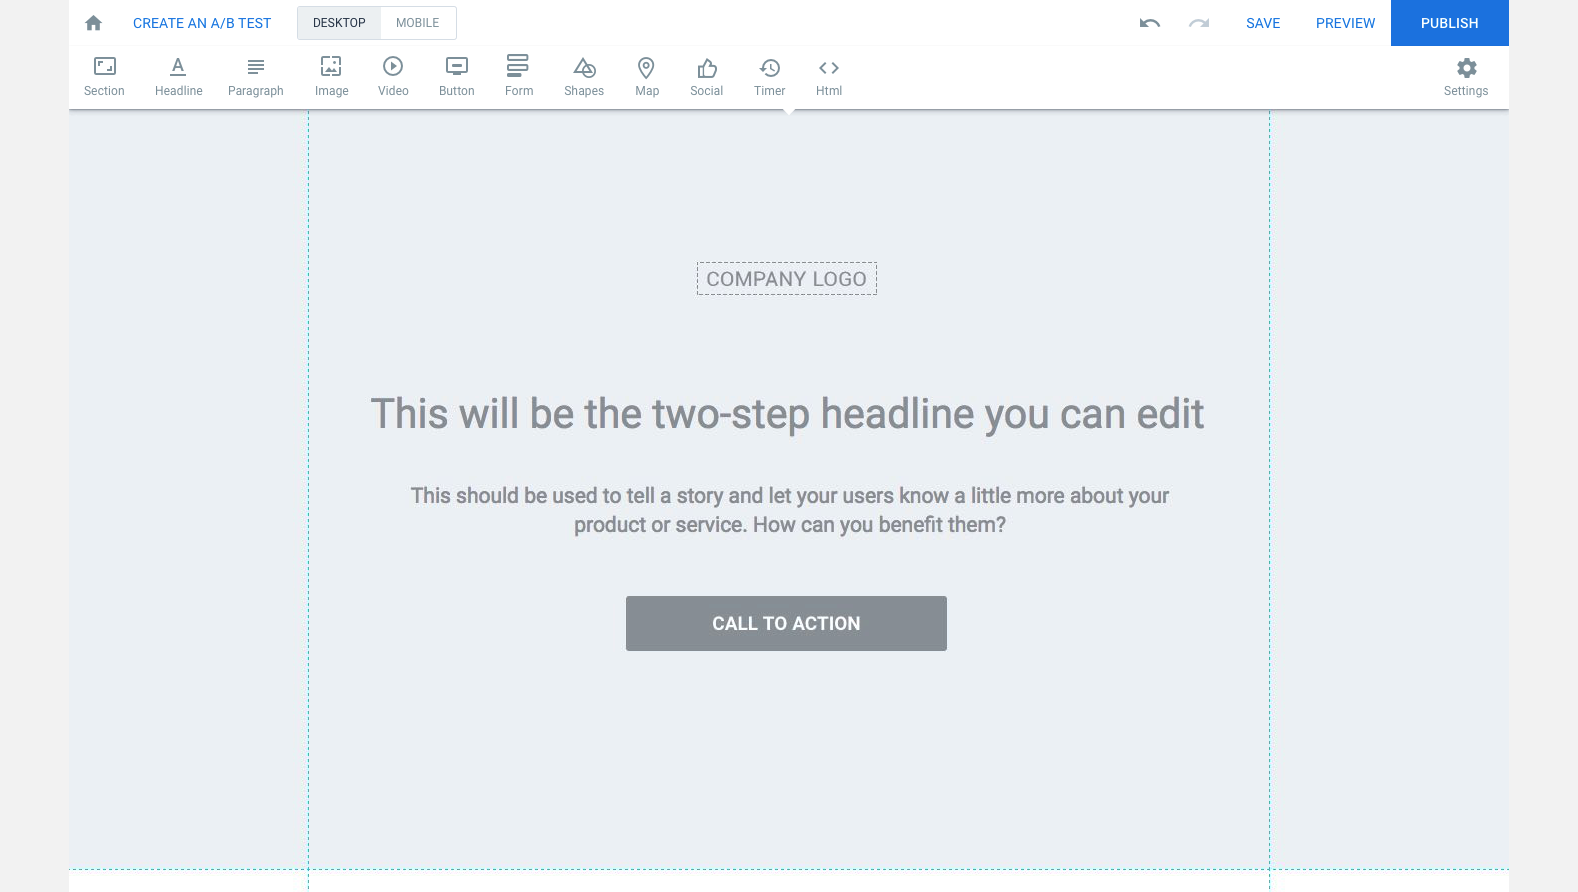 CREATE AN A/B TEST DESKTOP MOBILE SAVE PREVIEW PUBLISH
Section Headline Paragraph Image Video Button Form Shapes Map Social Timer Html Settings
COMPANY LOGO
This will be the two-step headline you can edit
This should be used to tell a story and let your users know a little more about your
product or service. How can you benefit them?
CALL TO ACTION